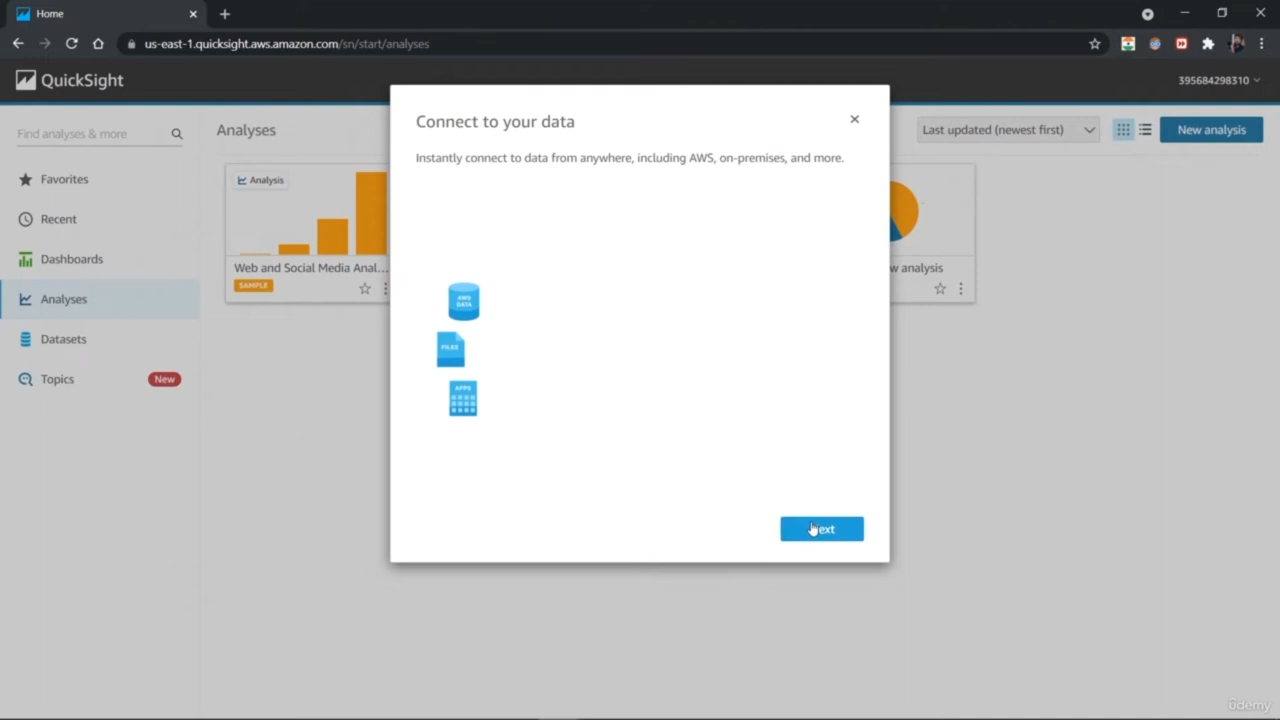 Home
us-east-1.quicksight.aws.amazon.com/sn/start/analyses
QuickSight
395684298310
Find analyses & more
Analyses
Last updated (newest first)
New analysis
Favorites
Recent
Dashboards
Analyses
Datasets
Topics
New
Analysis
Web and Social Media Anal...
SAMPLE
w analysis
Connect to your data
Instantly connect to data from anywhere, including AWS, on-premises, and more.
AWS
DATA
FILES
APPS
ext
ûdemy